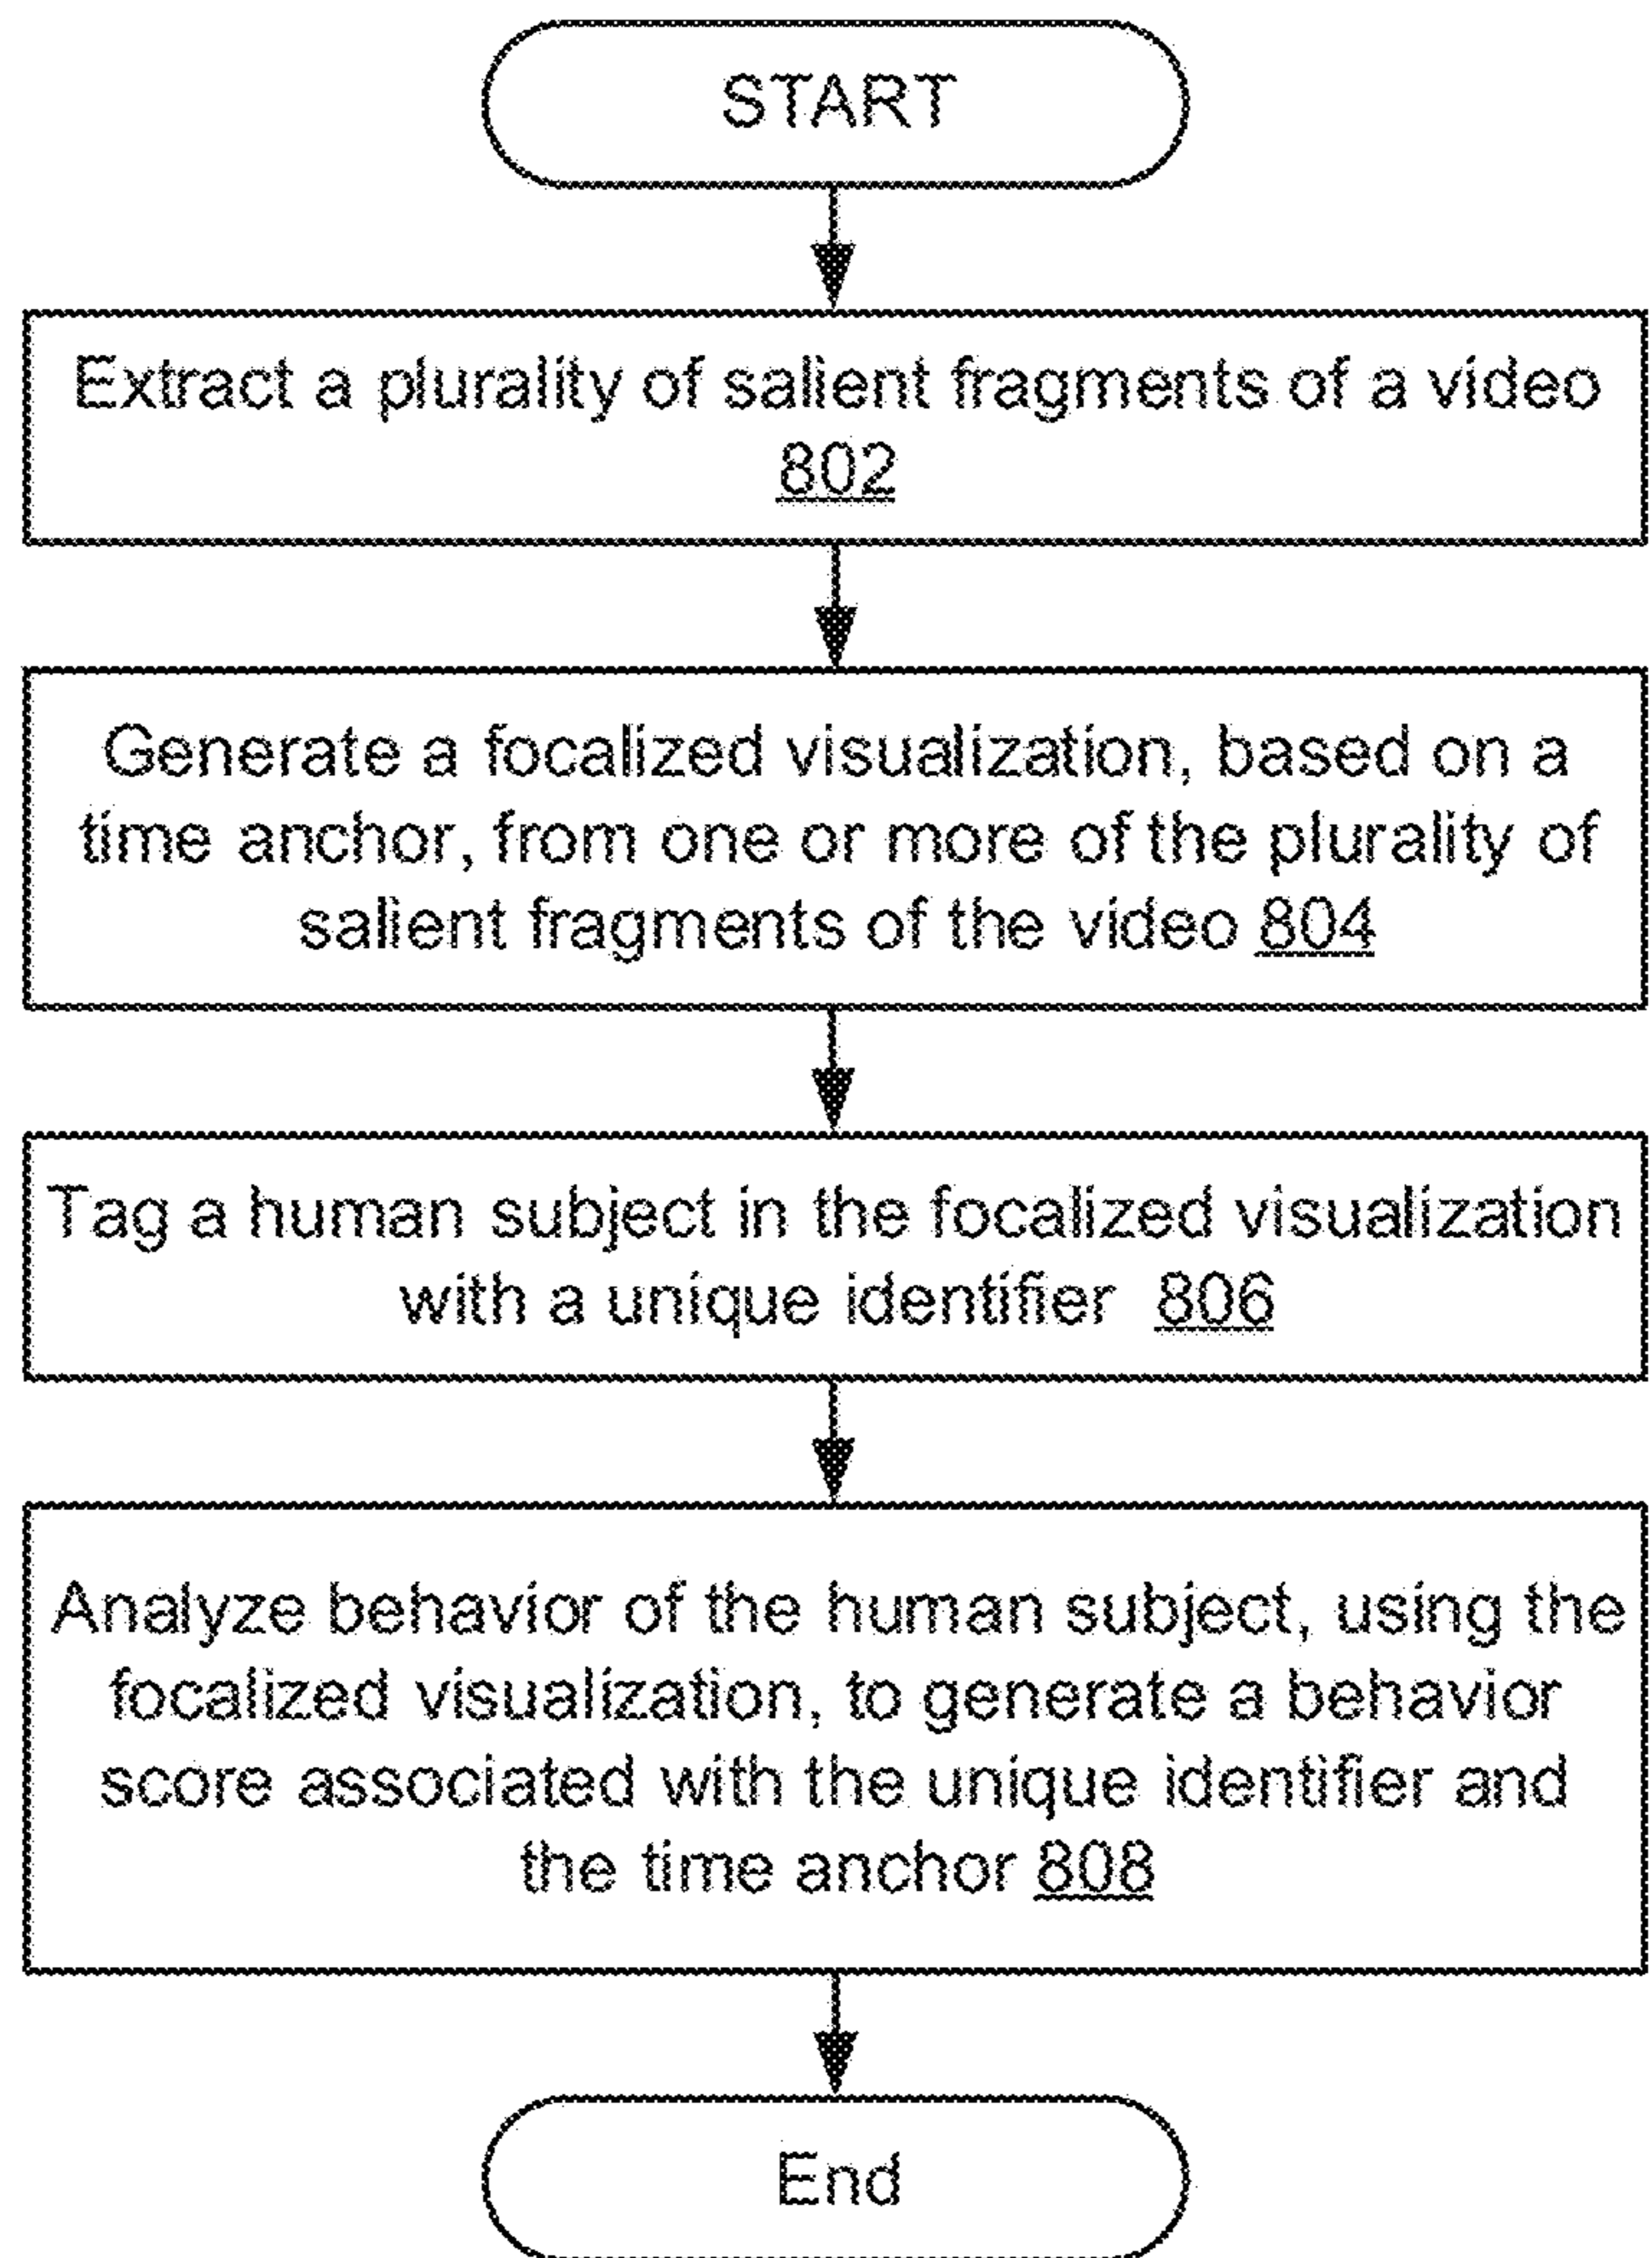 START
Extract a plurality of salient fragments of a video
802
Generate a focalized visualization, based on a
time anchor, from one or more of the plurality of
salient fragments of the video 804
Tag a human subject in the focalized visualization
with a unique identifier 806
Analyze behavior of the human subject, using the
focalized visualization, to generate a behavior
score associated with the unique identifier and
the time anchor 808
End